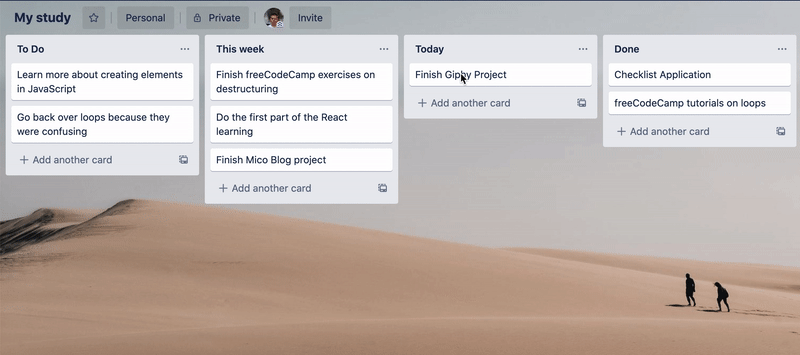 My study
Personal
Private
Invite
To Do
Learn more about creating elements
in JavaScript
Go back over loops because they
were confusing
+ Add another card
This week
Finish freeCodeCamp exercises on
destructuring
Do the first part of the React
learning
Finish Mico Blog project
+ Add another card
Today
Finish Giphy Project
+ Add another card
Done
Checklist Application
freeCodeCamp tutorials on loops
+ Add another card